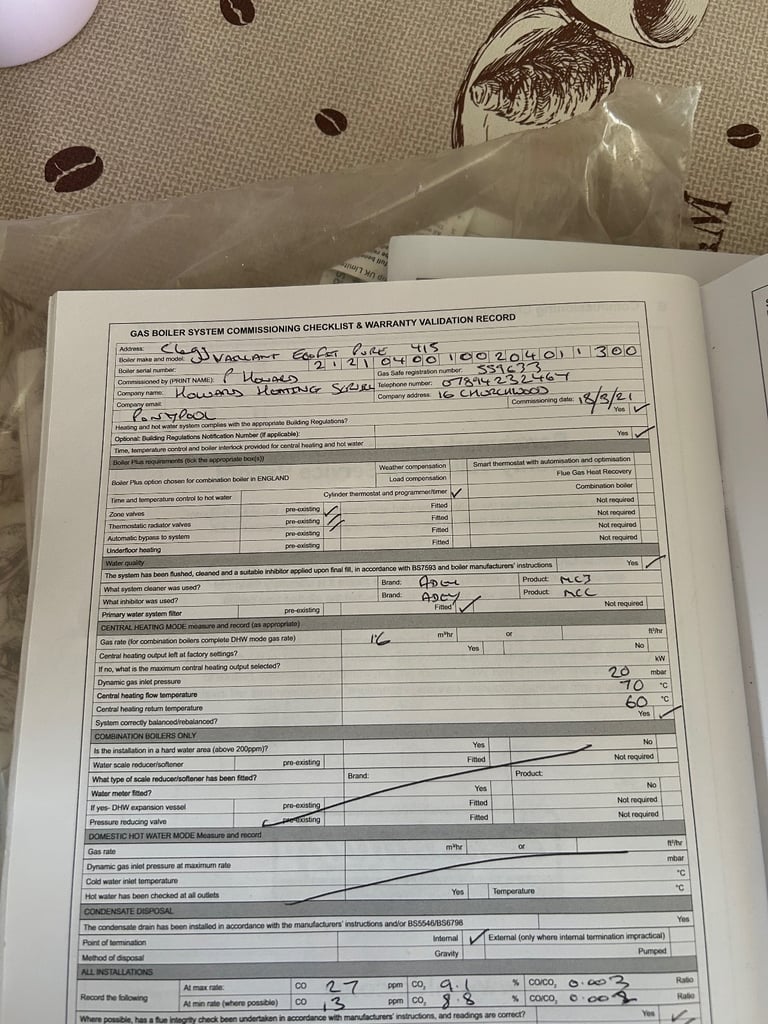 GAS BOILER SYSTEM COMMISSIONING CHECKLIST & WARRANTY VALIDATION RECORD
Address:
Boiler make and model: VAILLANT EcoFit PURE 415
Boiler serial number: 2 1 2 1 0 4 0 0 1 0 0 2 0 4 0 1 1 3 0 0
Commissioned by (PRINT NAME): P HOWARD Gas Safe registration number: 559633
Company name: HOWARD HEATING Telephone number: 07894232467
Company email: Company address: 16 CHURCHWOOD
PONTYPOOL Commissioning date: 18/3/21
Heating and hot water system complies with the appropriate Building Regulations? Yes ✓
Optional: Building Regulations Notification Number (if applicable):
Time, temperature control and boiler interlock provided for central heating and hot water Yes ✓
Boiler Plus requirements (tick the appropriate box(s))
Boiler Plus option chosen for combination boiler in ENGLAND Weather compensation Smart thermostat with automisation and optimisation
Load compensation Flue Gas Heat Recovery
Time and temperature control to hot water Cylinder thermostat and programmer/timer ✓ Combination boiler
Zone valves pre-existing ✓ Fitted Not required
Thermostatic radiator valves pre-existing ✓ Fitted Not required
Automatic bypass to system pre-existing Fitted Not required
Underfloor heating pre-existing Fitted Not required
Water quality
The system has been flushed, cleaned and a suitable inhibitor applied upon final fill, in accordance with BS7593 and boiler manufacturers' instructions Yes ✓
What system cleaner was used? Brand: ADEY Product: MC3
What inhibitor was used? Brand: ADEY Product:
Primary water system filter pre-existing Fitted ✓ Not required
CENTRAL HEATING MODE measure and record (as appropriate)
Gas rate (for combination boilers complete DHW mode gas rate) m³hr or ft³/hr
Central heating output left at factory settings? Yes No
If no, what is the maximum central heating output selected? kW
Dynamic gas inlet pressure 20 mbar
Central heating flow temperature 70 °C
Central heating return temperature 60 °C
System correctly balanced/rebalanced? Yes ✓
COMBINATION BOILERS ONLY
Is the installation in a hard water area (above 200ppm)? Yes No
Water scale reducer/softener pre-existing Fitted Not required
What type of scale reducer/softener has been fitted? Brand: Product:
Water meter fitted? Yes No
If yes- DHW expansion vessel pre-existing Fitted Not required
Pressure reducing valve pre-existing Fitted Not required
DOMESTIC HOT WATER MODE Measure and record
Gas rate m³hr or ft³/hr
Dynamic gas inlet pressure at maximum rate mbar
Cold water inlet temperature °C
Hot water has been checked at all outlets Yes Temperature °C
CONDENSATE DISPOSAL
The condensate drain has been installed in accordance with the manufacturers' instructions and/or BS5546/BS6798 Yes
Point of termination Internal ✓ External (only where internal termination impractical)
Method of disposal Gravity Pumped
ALL INSTALLATIONS
Record the following At max rate: CO 27 ppm CO₂ 9.1 % CO/CO₂ 0.003 Ratio
At min rate (where possible) CO 13 ppm CO₂ 8.8 % CO/CO₂ Ratio
Where possible, has a flue integrity check been undertaken in accordance with manufacturers' instructions, and readings are correct? Yes ✓